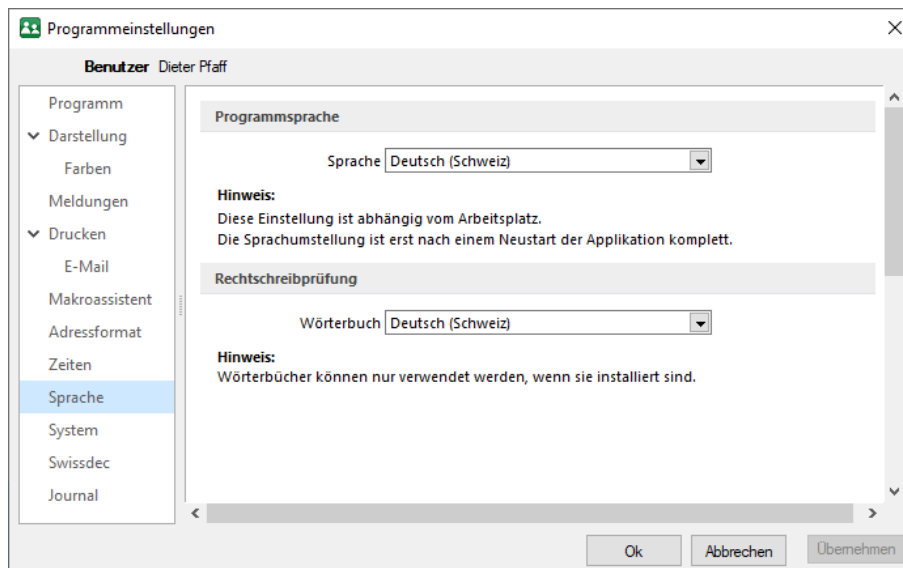 Programmeinstellungen
Benutzer Dieter Pfaff
Programm
Darstellung
Farben
Meldungen
Drucken
E-Mail
Makroassistent
Adressformat
Zeiten
Sprache
System
Swissdec
Journal
Programmsprache
Sprache Deutsch (Schweiz)
Hinweis:
Diese Einstellung ist abhängig vom Arbeitsplatz.
Die Sprachumstellung ist erst nach einem Neustart der Applikation komplett.
Rechtschreibprüfung
Wörterbuch Deutsch (Schweiz)
Hinweis:
Wörterbücher können nur verwendet werden, wenn sie installiert sind.
Ok Abbrechen Übernehmen